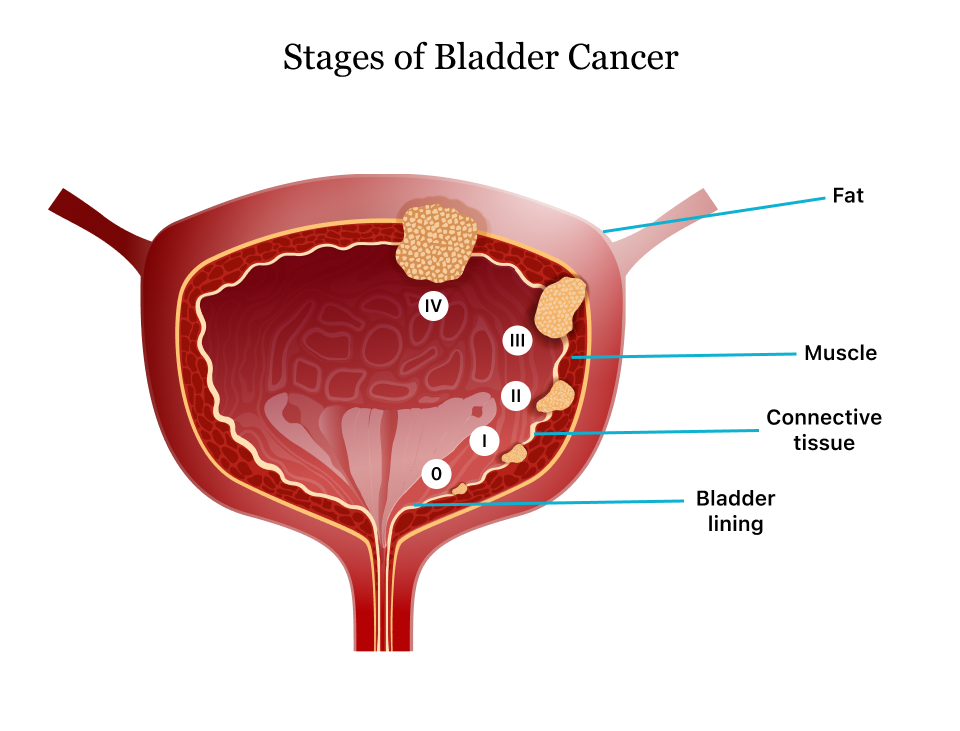 Stages of Bladder Cancer
Fat
IV
III
Muscle
II
Connective
tissue
I
0
Bladder
lining